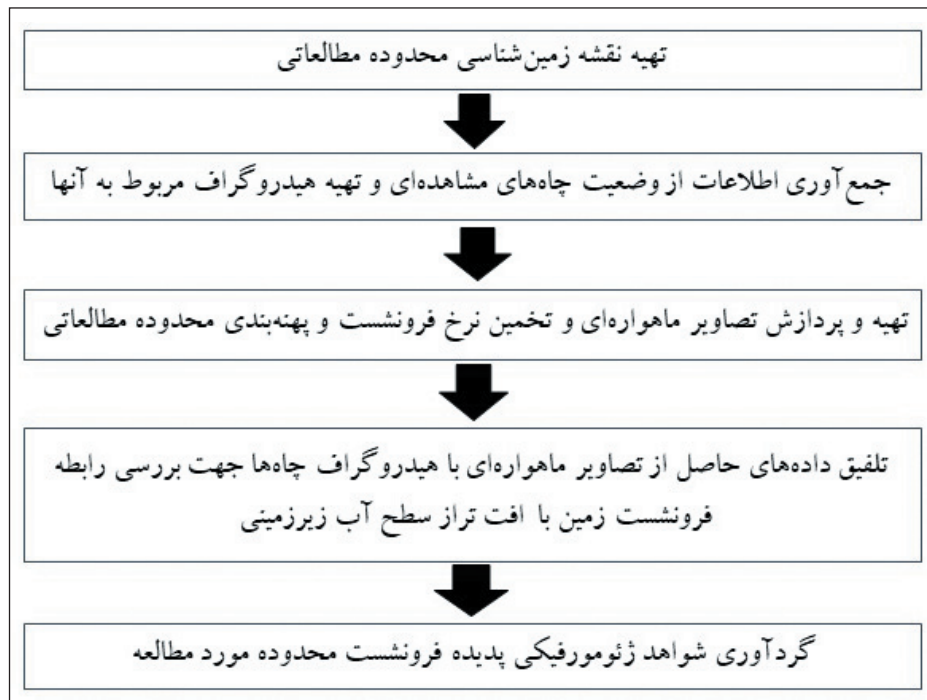 تهیه نقشه زمین‌شناسی محدوده مطالعاتی
جمع‌آوری اطلاعات از وضعیت چاه‌های مشاهده‌ای و تهیه هیدروگراف مربوط به آنها
تهیه و پردازش تصاویر ماهواره‌ای و تخمین نرخ فرونشست و پهنه‌بندی محدوده مطالعاتی
تلفیق داده‌های حاصل از تصاویر ماهواره‌ای با هیدروگراف چاه‌ها جهت بررسی رابطه
فرونشست زمین با افت تراز سطح آب زیرزمینی
گردآوری شواهد ژئومورفیکی پدیده فرونشست محدوده مورد مطالعه